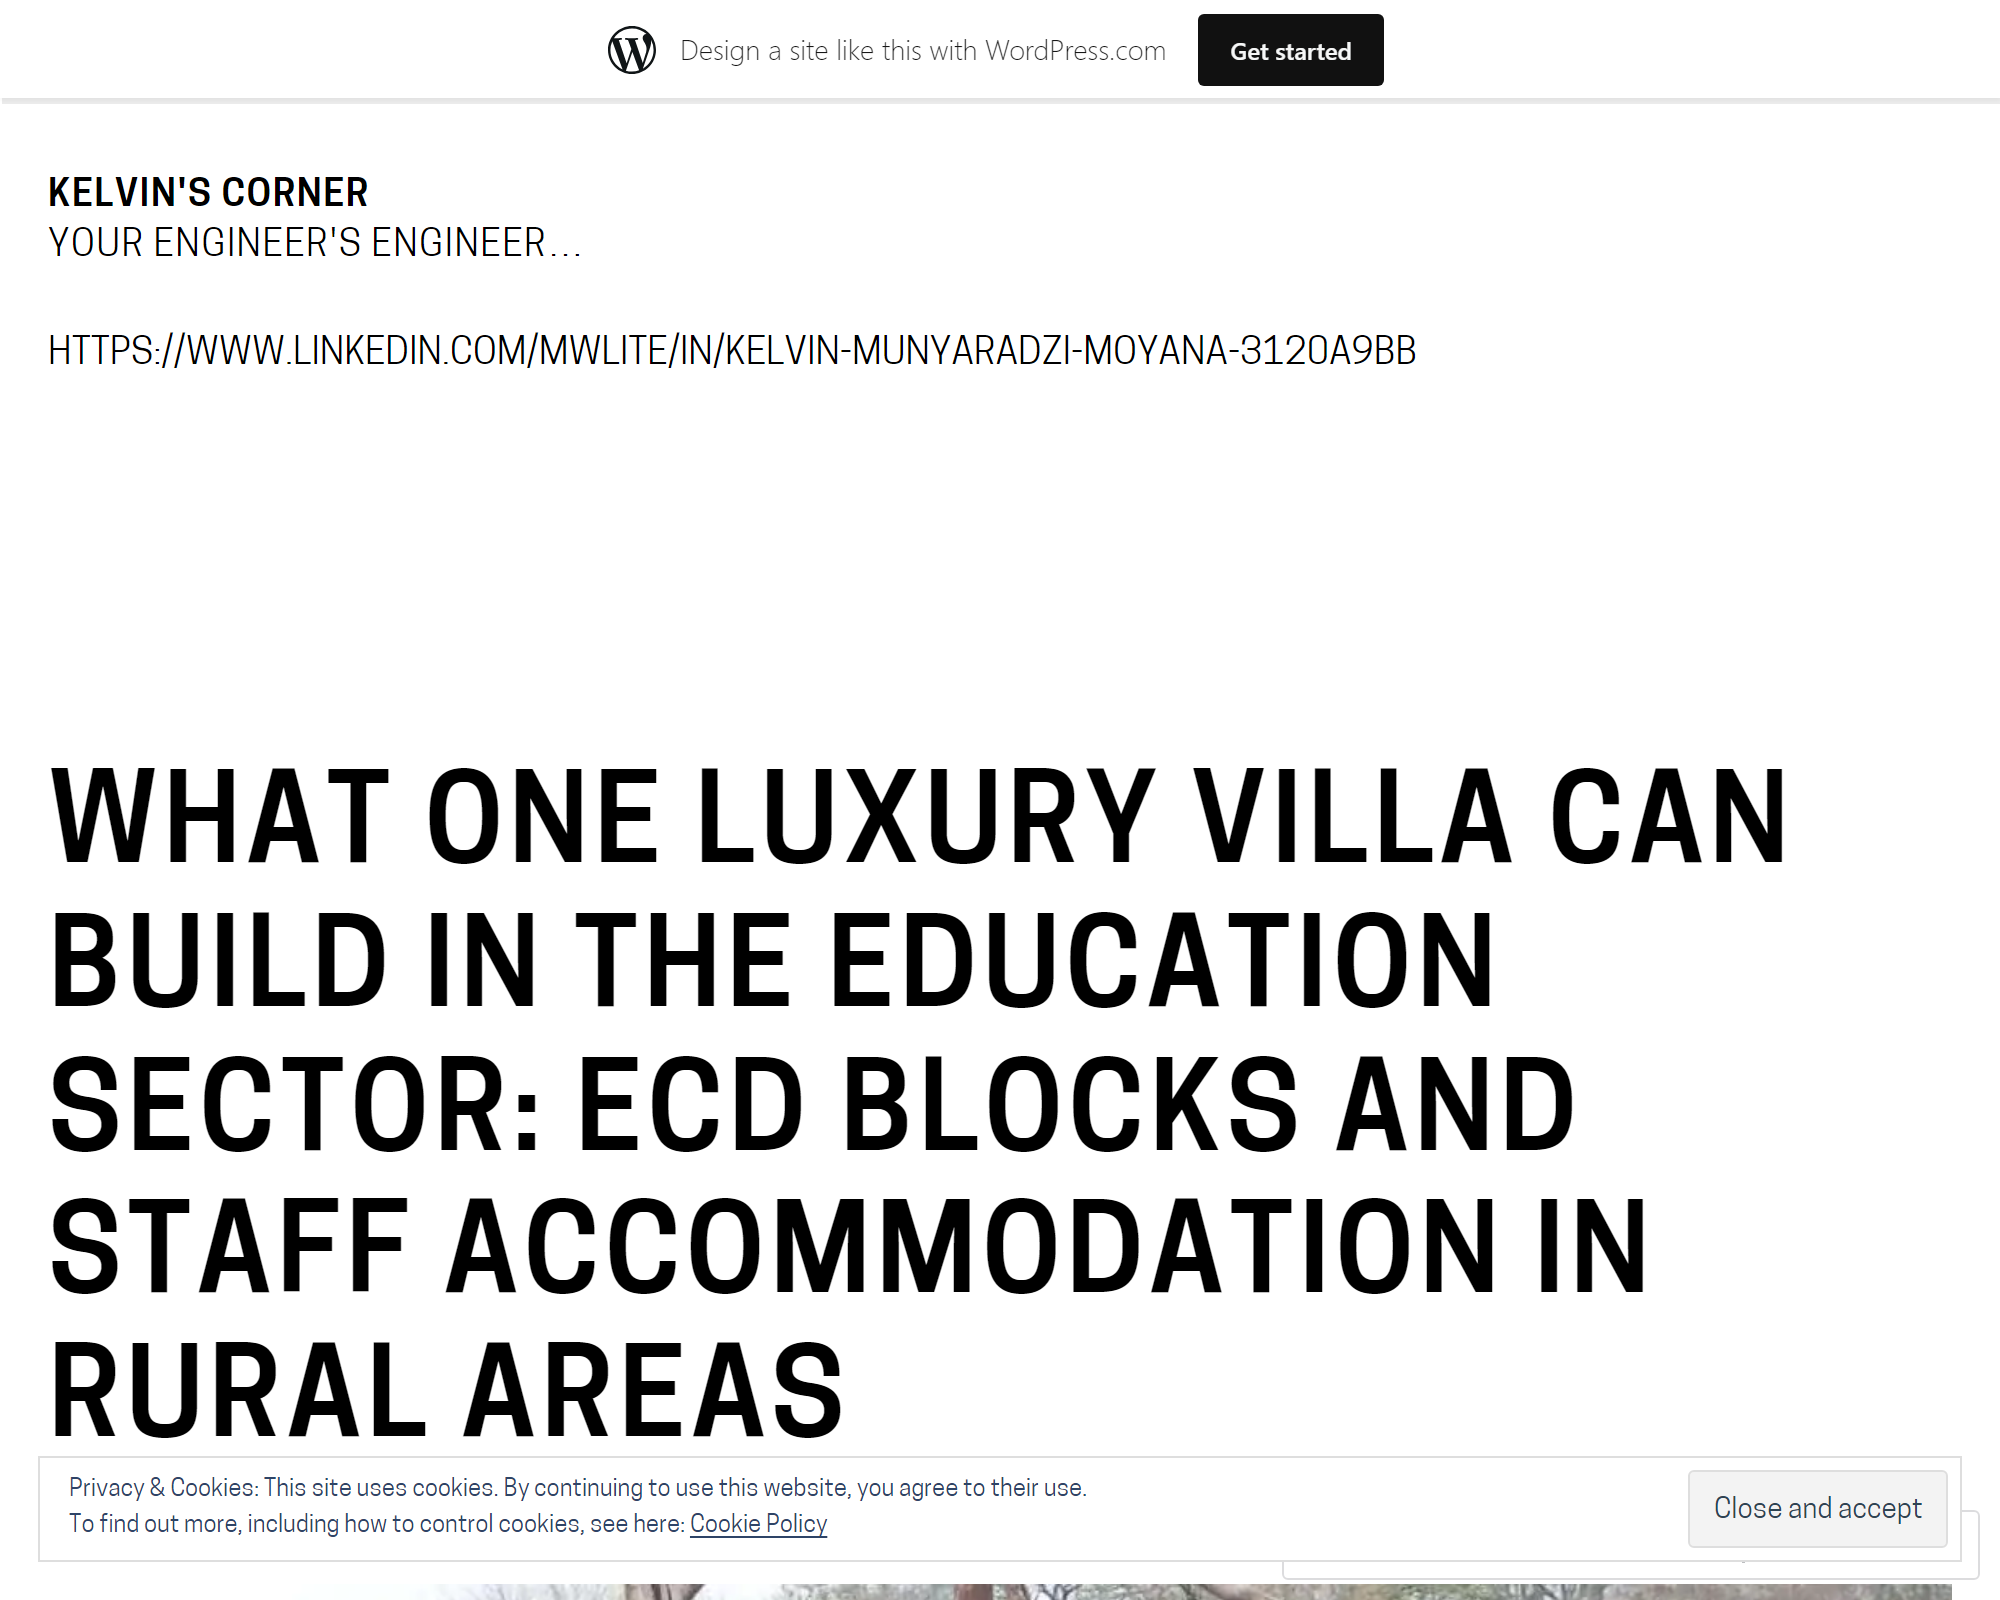 Design a site like this with WordPress.com
Get started
KELVIN'S CORNER
YOUR ENGINEER'S ENGINEER...
HTTPS://WWW.LINKEDIN.COM/MWLITE/IN/KELVIN-MUNYARADZI-MOYANA-3120A9BB
WHAT ONE LUXURY VILLA CAN
BUILD IN THE EDUCATION
SECTOR: ECD BLOCKS AND
STAFF ACCOMMODATION IN
RURAL AREAS
Privacy & Cookies: This site uses cookies. By continuing to use this website, you agree to their use.
To find out more, including how to control cookies, see here: Cookie Policy
Close and accept